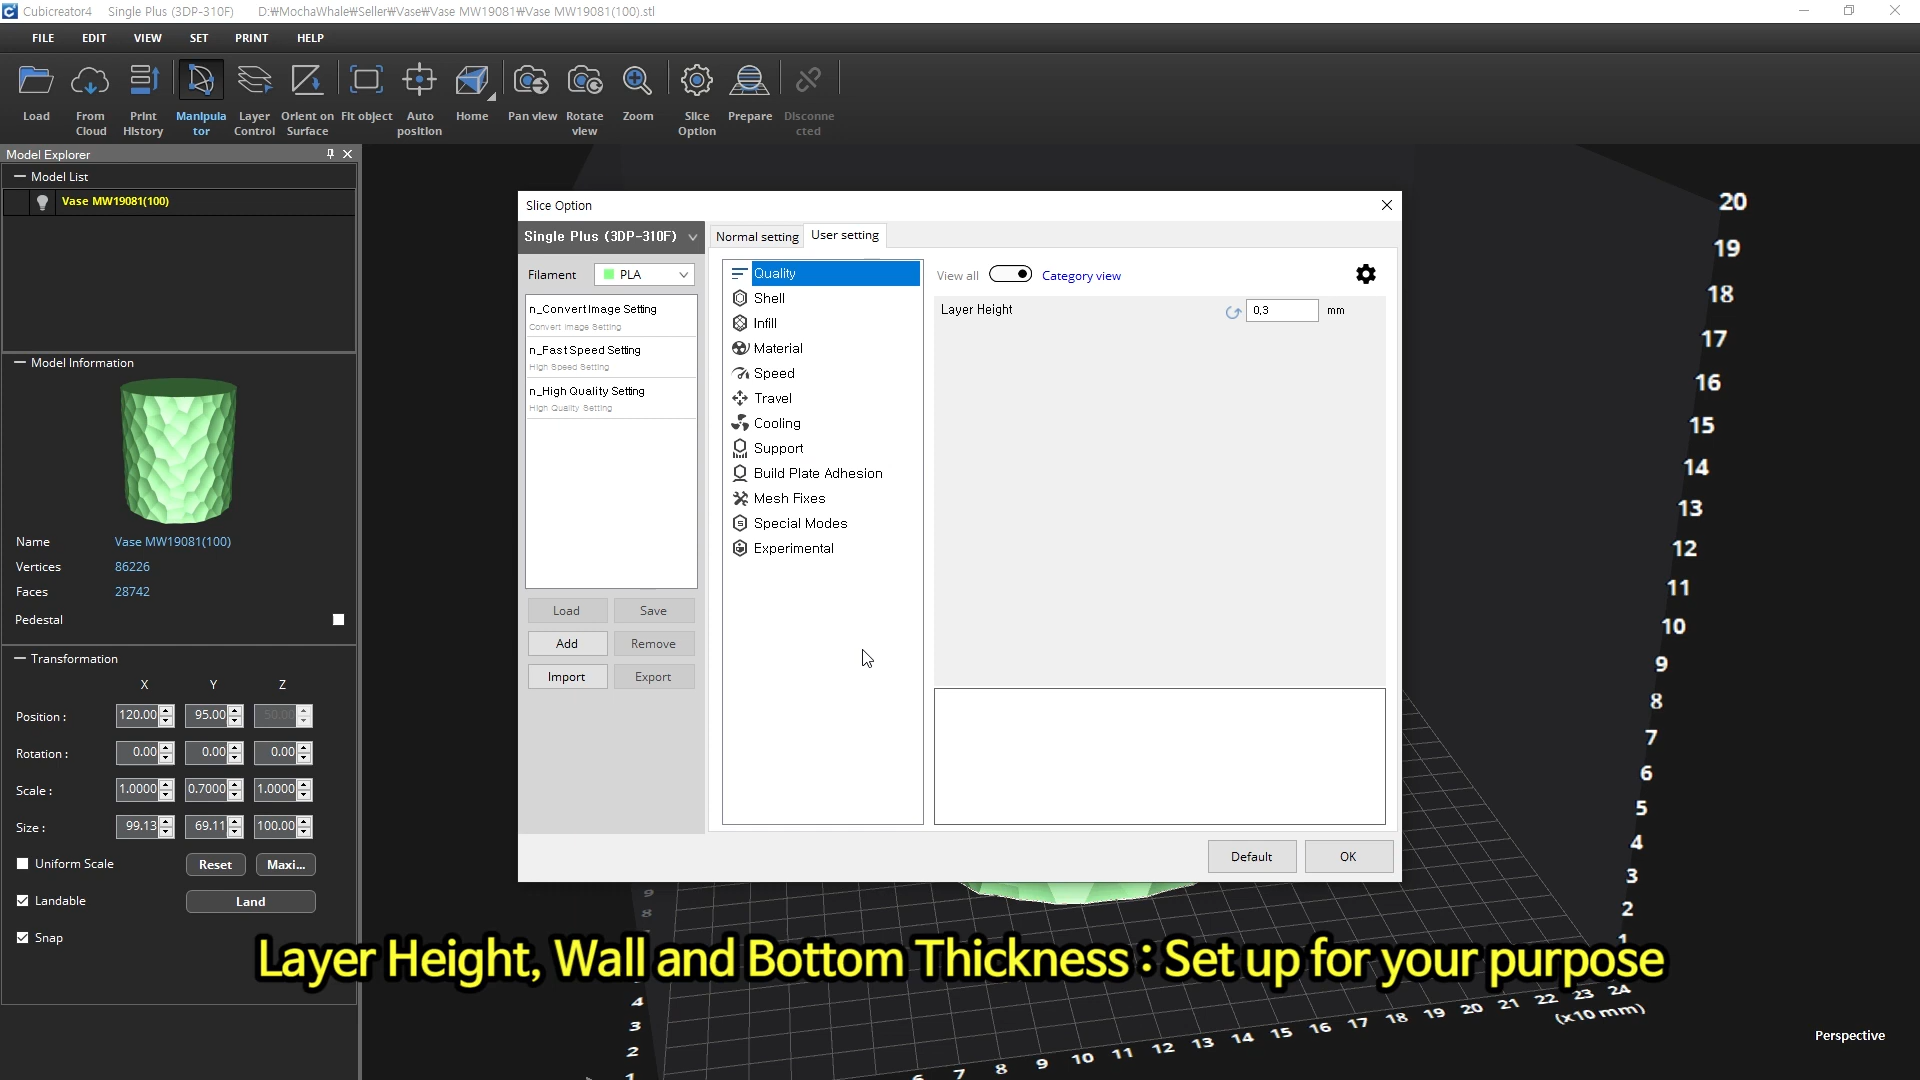 Cubicreator4 Single Plus (3DP-310F) D:₩MochaWhale₩Seller₩Vase₩Vase MW19081₩Vase MW19081(100).stl
FILE EDIT VIEW SET PRINT HELP
Load
From Cloud
Print History
Manipula tor
Layer Control
Orient on Surface
Fit object
Auto position
Home
Pan view
Rotate view
Zoom
Slice Option
Prepare
Disconne cted
Model Explorer
Model List
Vase MW19081(100)
Model Information
Name Vase MW19081(100)
Vertices 86226
Faces 28742
Pedestal
Transformation
X Y Z
Position : 120.00 95.00 50.00
Rotation : 0.00 0.00 0.00
Scale : 1.0000 0.7000 1.0000
Size : 99.13 69.11 100.00
Uniform Scale Reset Maxi...
Landable Land
Snap
Slice Option
Single Plus (3DP-310F)
Filament PLA
n_Convert Image Setting
Convert Image Setting
n_Fast Speed Setting
High Speed Setting
n_High Quality Setting
High Quality Setting
Load Save
Add Remove
Import Export
Normal setting User setting
Quality
Shell
Infill
Material
Speed
Travel
Cooling
Support
Build Plate Adhesion
Mesh Fixes
Special Modes
Experimental
View all Category view
Layer Height 0.3 mm
Default OK
20
19
18
17
16
15
14
13
12
11
10
9
8
7
6
5
4
3
2
1
9
8
Layer Height, Wall and Bottom Thickness : Set up for your purpose
4
3
2
1
6 7 8 9 10 11 12 13 14 15 16 17 18 19 20 21 22 23 24
(x10 mm)
Perspective